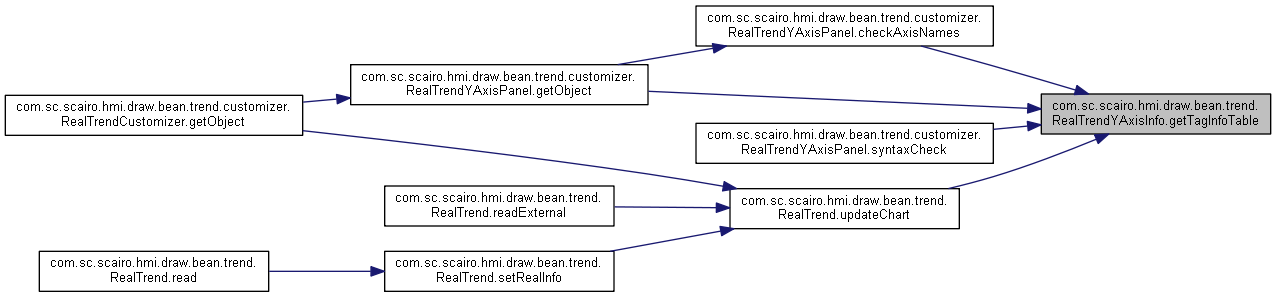 com.sc.scairo.hmi.draw.bean.trend.customizer.
RealTrendYAxisPanel.checkAxisNames
com.sc.scairo.hmi.draw.bean.trend.customizer.
RealTrendYAxisPanel.getObject
com.sc.scairo.hmi.draw.bean.trend.customizer.
RealTrendCustomizer.getObject
com.sc.scairo.hmi.draw.bean.trend.
RealTrendYAxisInfo.getTagInfoTable
com.sc.scairo.hmi.draw.bean.trend.customizer.
RealTrendYAxisPanel.syntaxCheck
com.sc.scairo.hmi.draw.bean.trend.
RealTrend.readExternal
com.sc.scairo.hmi.draw.bean.trend.
RealTrend.updateChart
com.sc.scairo.hmi.draw.bean.trend.
RealTrend.read
com.sc.scairo.hmi.draw.bean.trend.
RealTrend.setRealInfo